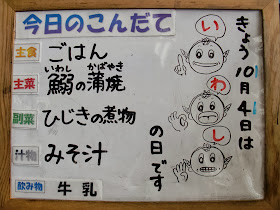 今日のこんだて
主食 ごはん
主菜 鰯の蒲焼
いわし かばやき
副菜 ひじきの煮物
汁物 みそ汁
飲み物 牛乳
きょう10月4日は
いわし
の日です